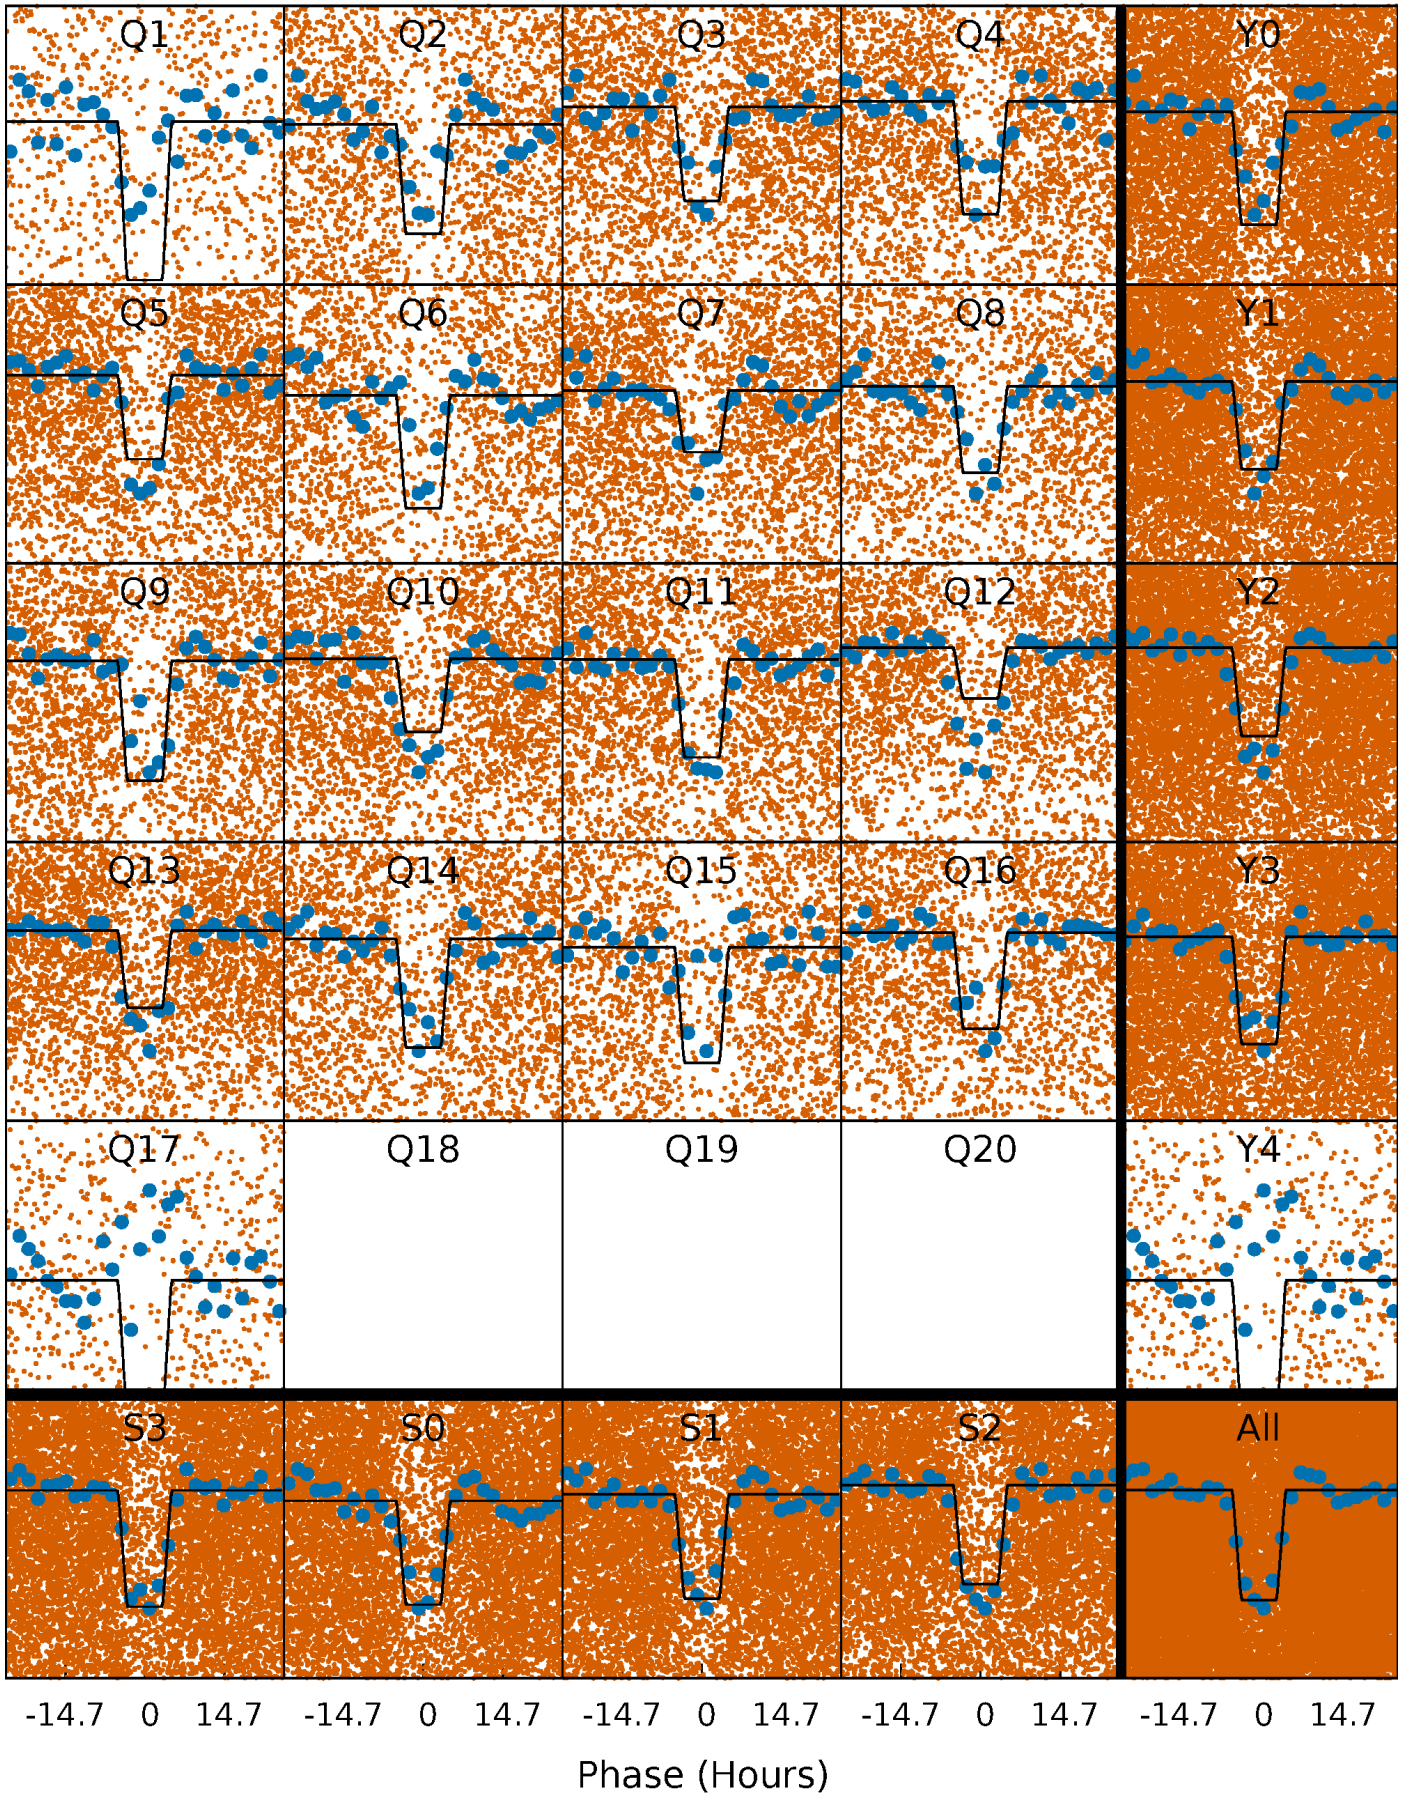 Q1 Q2 Q3 Q4 Y0
Q5 Q6 Q7 Q8 Y1
Q9 Q10 Q11 Q12 Y2
Q13 Q14 Q15 Q16 Y3
Q17 Q18 Q19 Q20 Y4
S3 S0 S1 S2 All
-14.7 0 14.7 -14.7 0 14.7 -14.7 0 14.7 -14.7 0 14.7 -14.7 0 14.7
Phase (Hours)